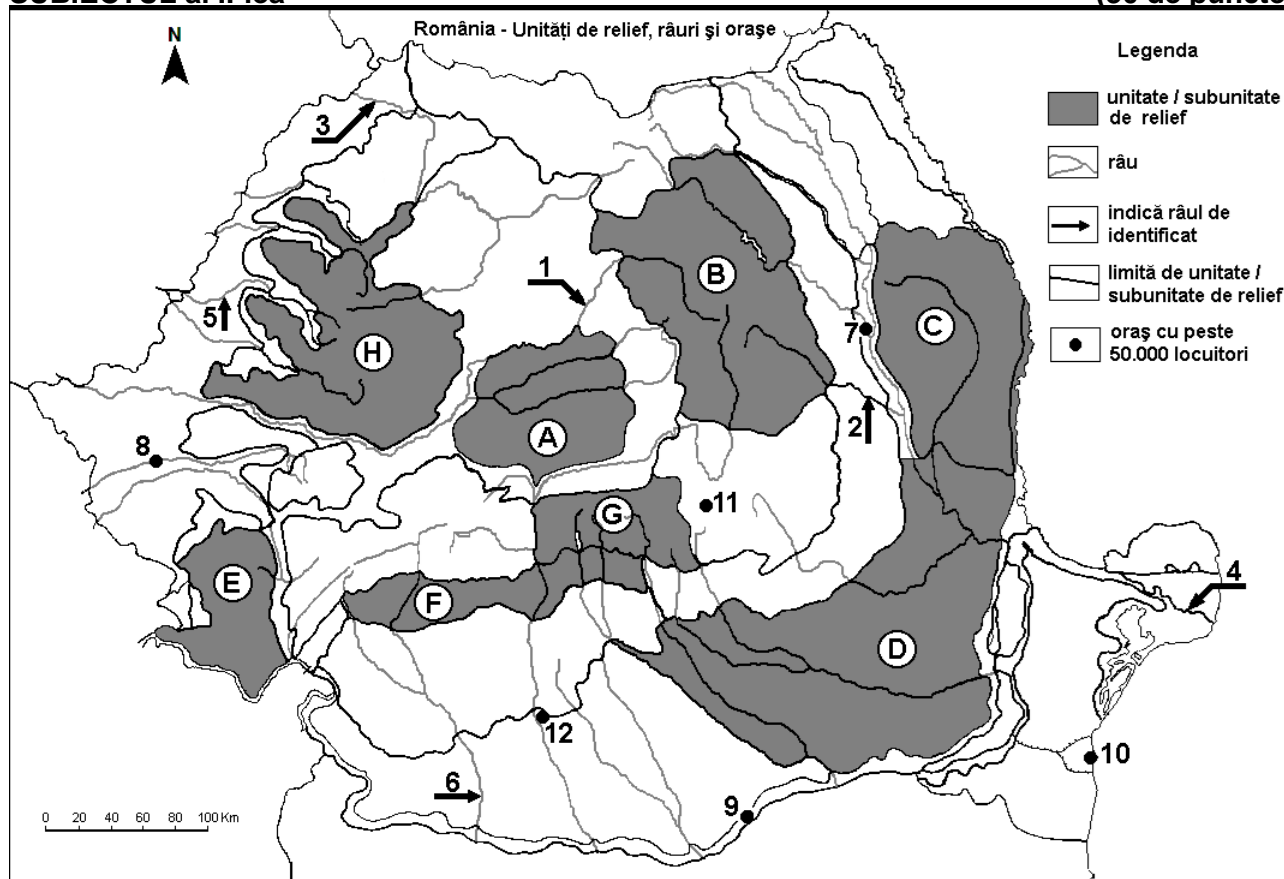 România - Unități de relief, râuri și orașe
N
Legenda
unitate / subunitate
de relief
râu
indică râul de
identificat
limită de unitate /
subunitate de relief
oraș cu peste
50.000 locuitori
3
1
5
H
B
7
C
2
A
8
G
11
E
F
4
D
12
10
6
9
0 20 40 60 80 100 Km